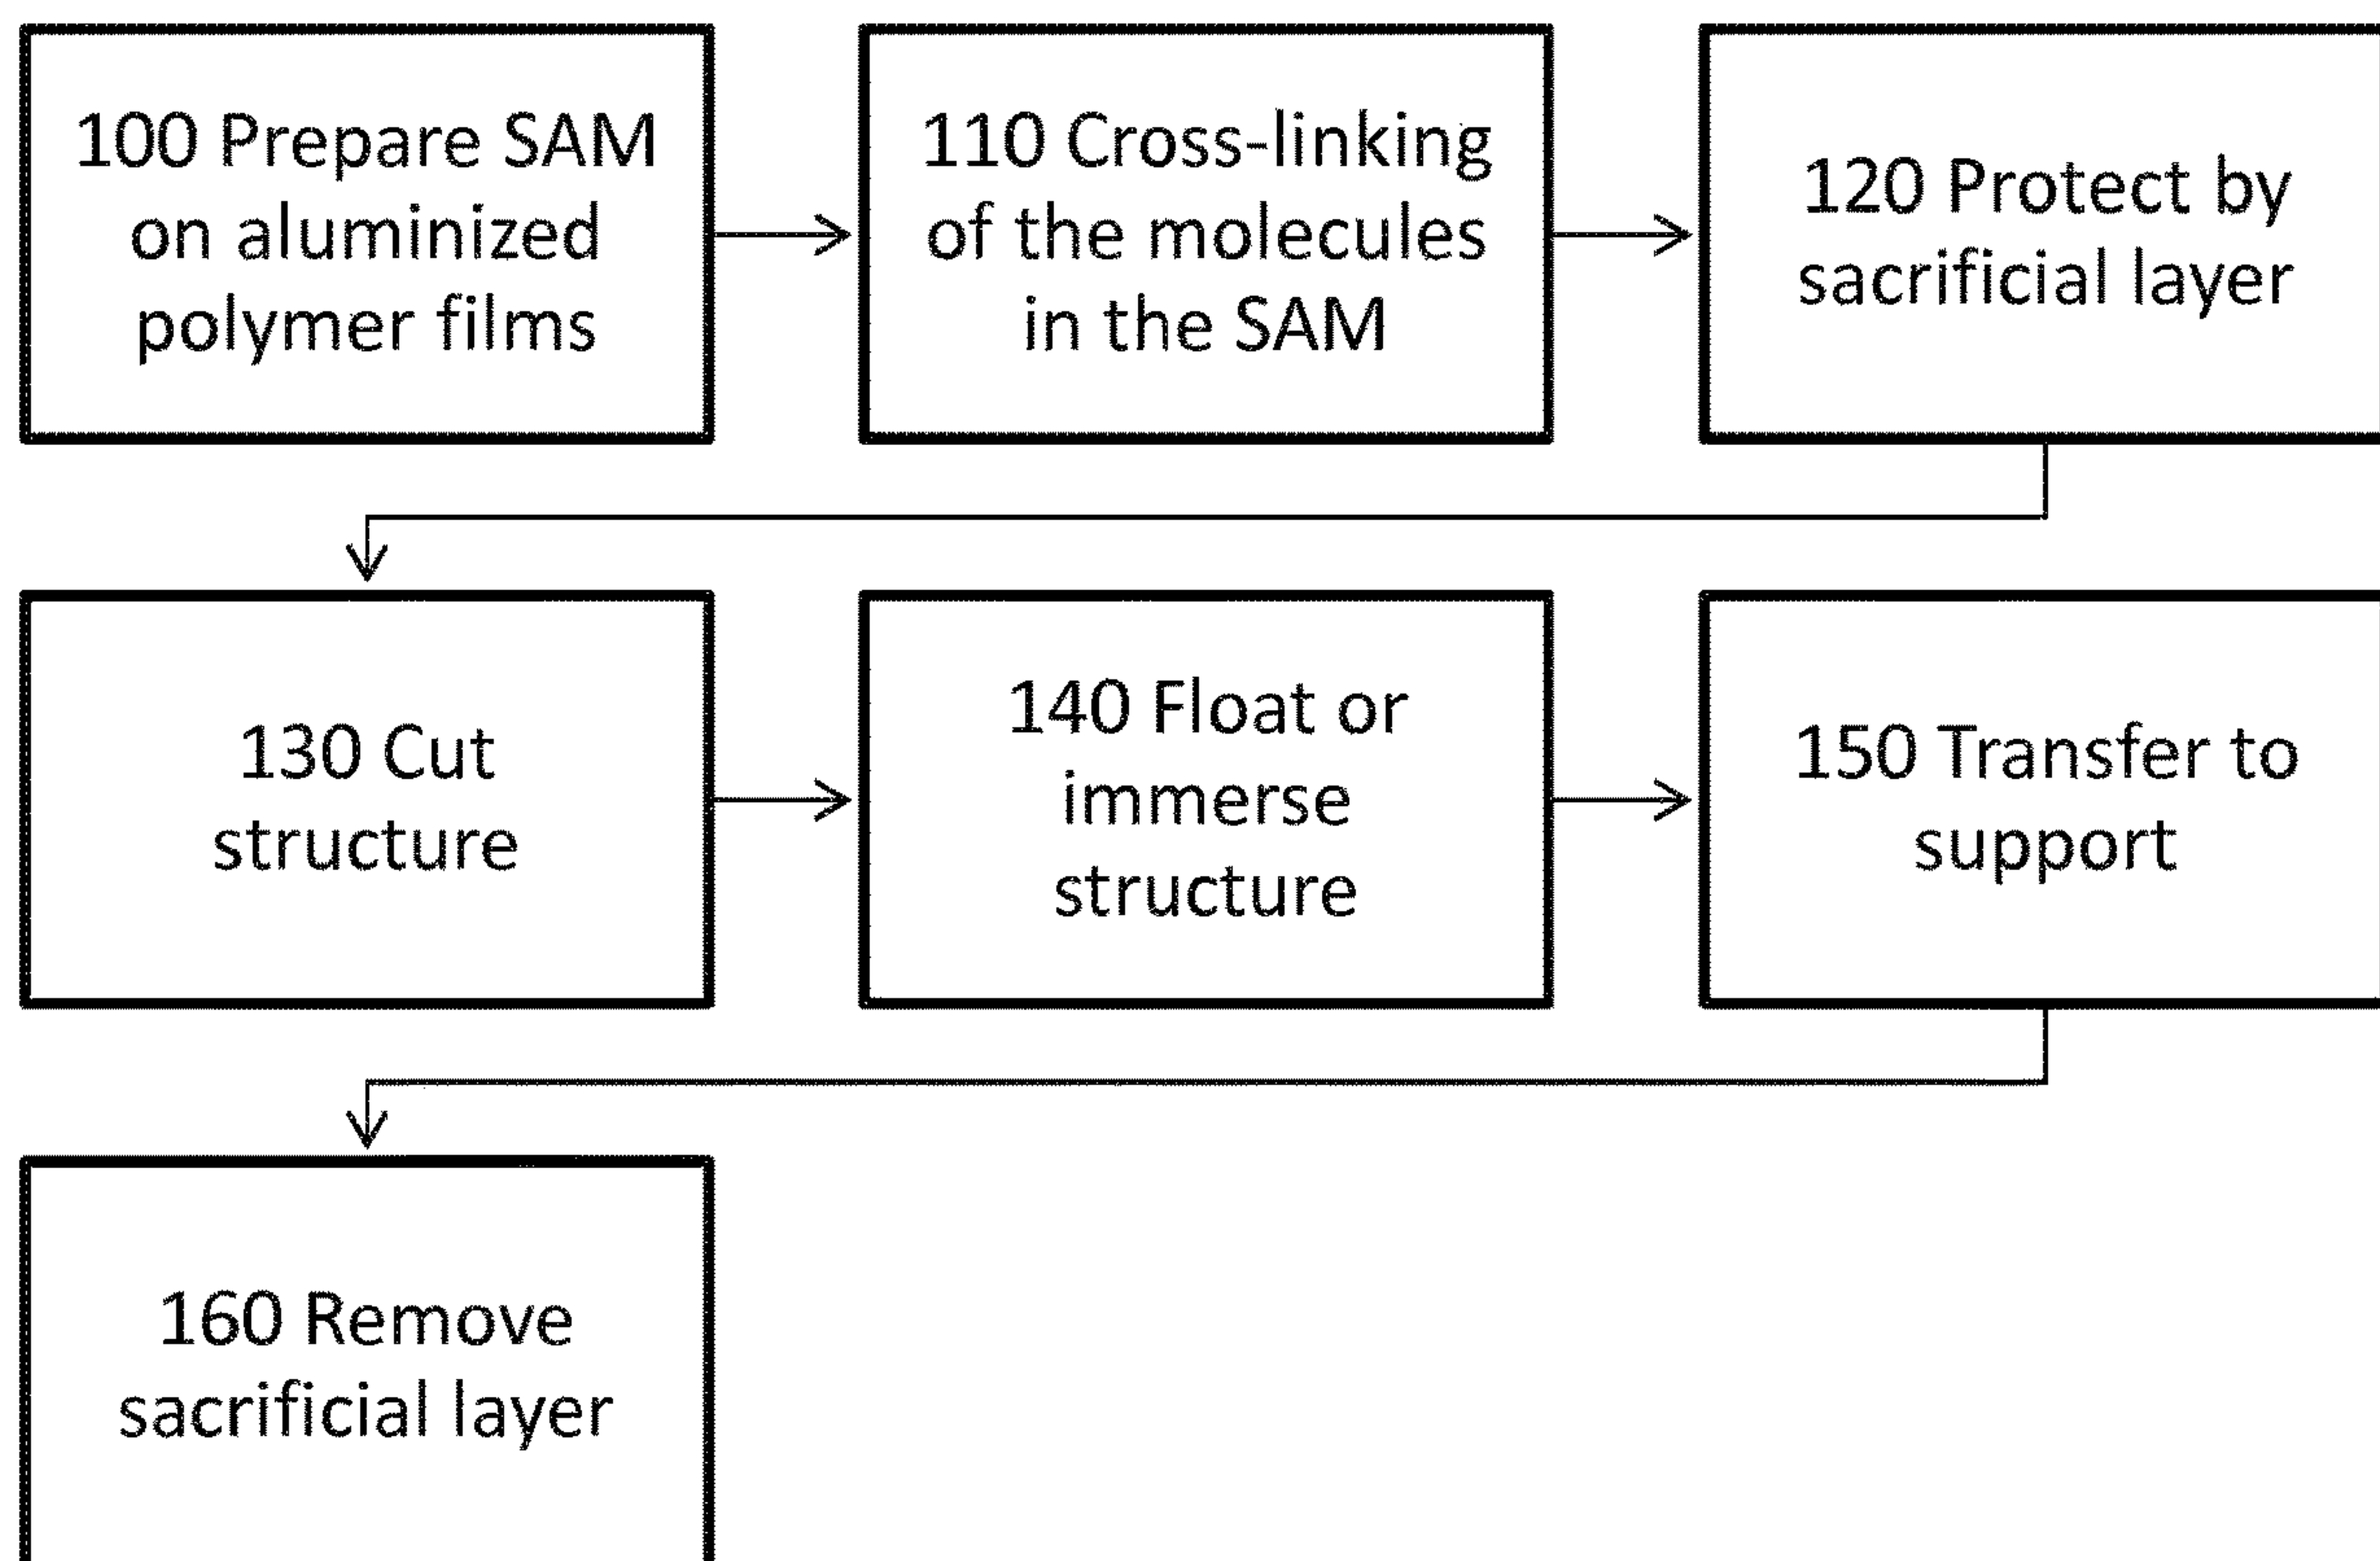 100 Prepare SAM
on aluminized
polymer films
110 Cross-linking
of the molecules
in the SAM
120 Protect by
sacrificial layer
130 Cut
structure
140 Float or
immerse
structure
150 Transfer to
support
160 Remove
sacrificial layer